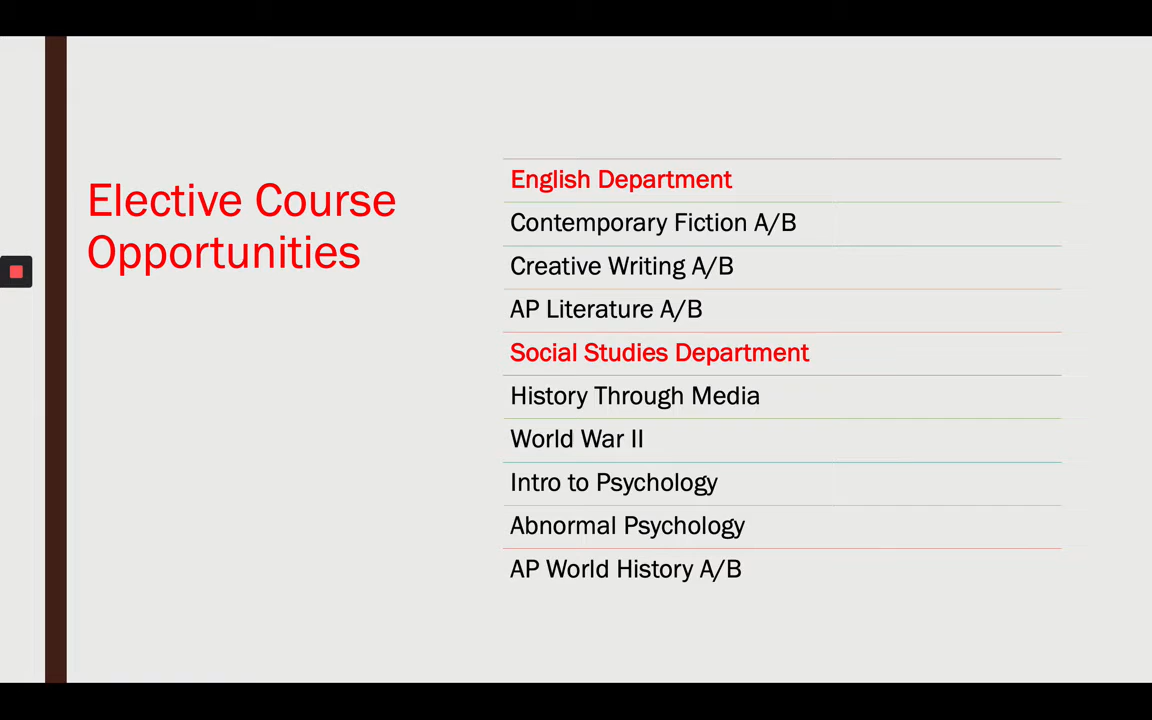 Elective Course
Opportunities
English Department
Contemporary Fiction A/B
Creative Writing A/B
AP Literature A/B
Social Studies Department
History Through Media
World War II
Intro to Psychology
Abnormal Psychology
AP World History A/B